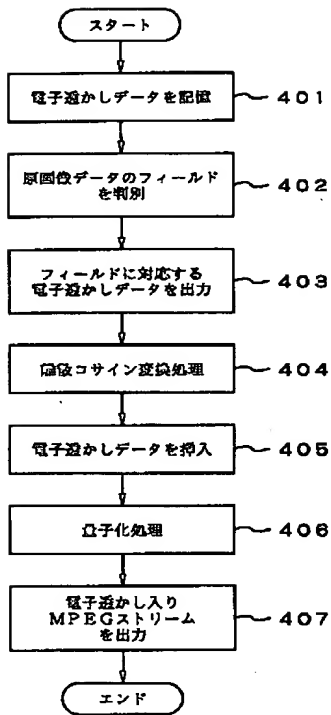 スタート
電子透かしデータを記憶
401
原画像データのフィールド
を判別
402
フィールドに対応する
電子透かしデータを出力
403
離散コサイン変換処理
404
電子透かしデータを挿入
405
量子化処理
406
電子透かし入り
MPEGストリーム
を出力
407
エンド